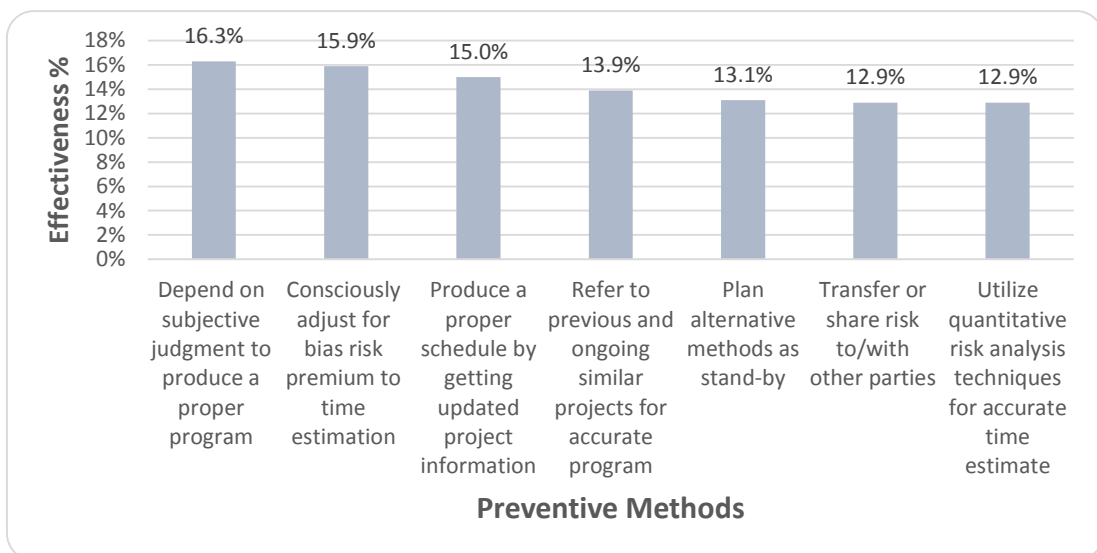 16.3%
15.9%
15.0%
13.9%
13.1%
12.9%
12.9%
18%
16%
14%
12%
10%
8%
6%
4%
2%
0%
Effectiveness %
Depend on
subjective
judgment to
produce a
proper
program
Consciously
adjust for
bias risk
premium to
time
estimation
Produce a
proper
schedule by
getting
updated
project
information
Refer to
previous and
ongoing
similar
projects for
accurate
program
Plan
alternative
methods as
stand-by
Transfer or
share risk
to/with
other parties
Utilize
quantitative
risk analysis
techniques
for accurate
time
estimate
Preventive Methods